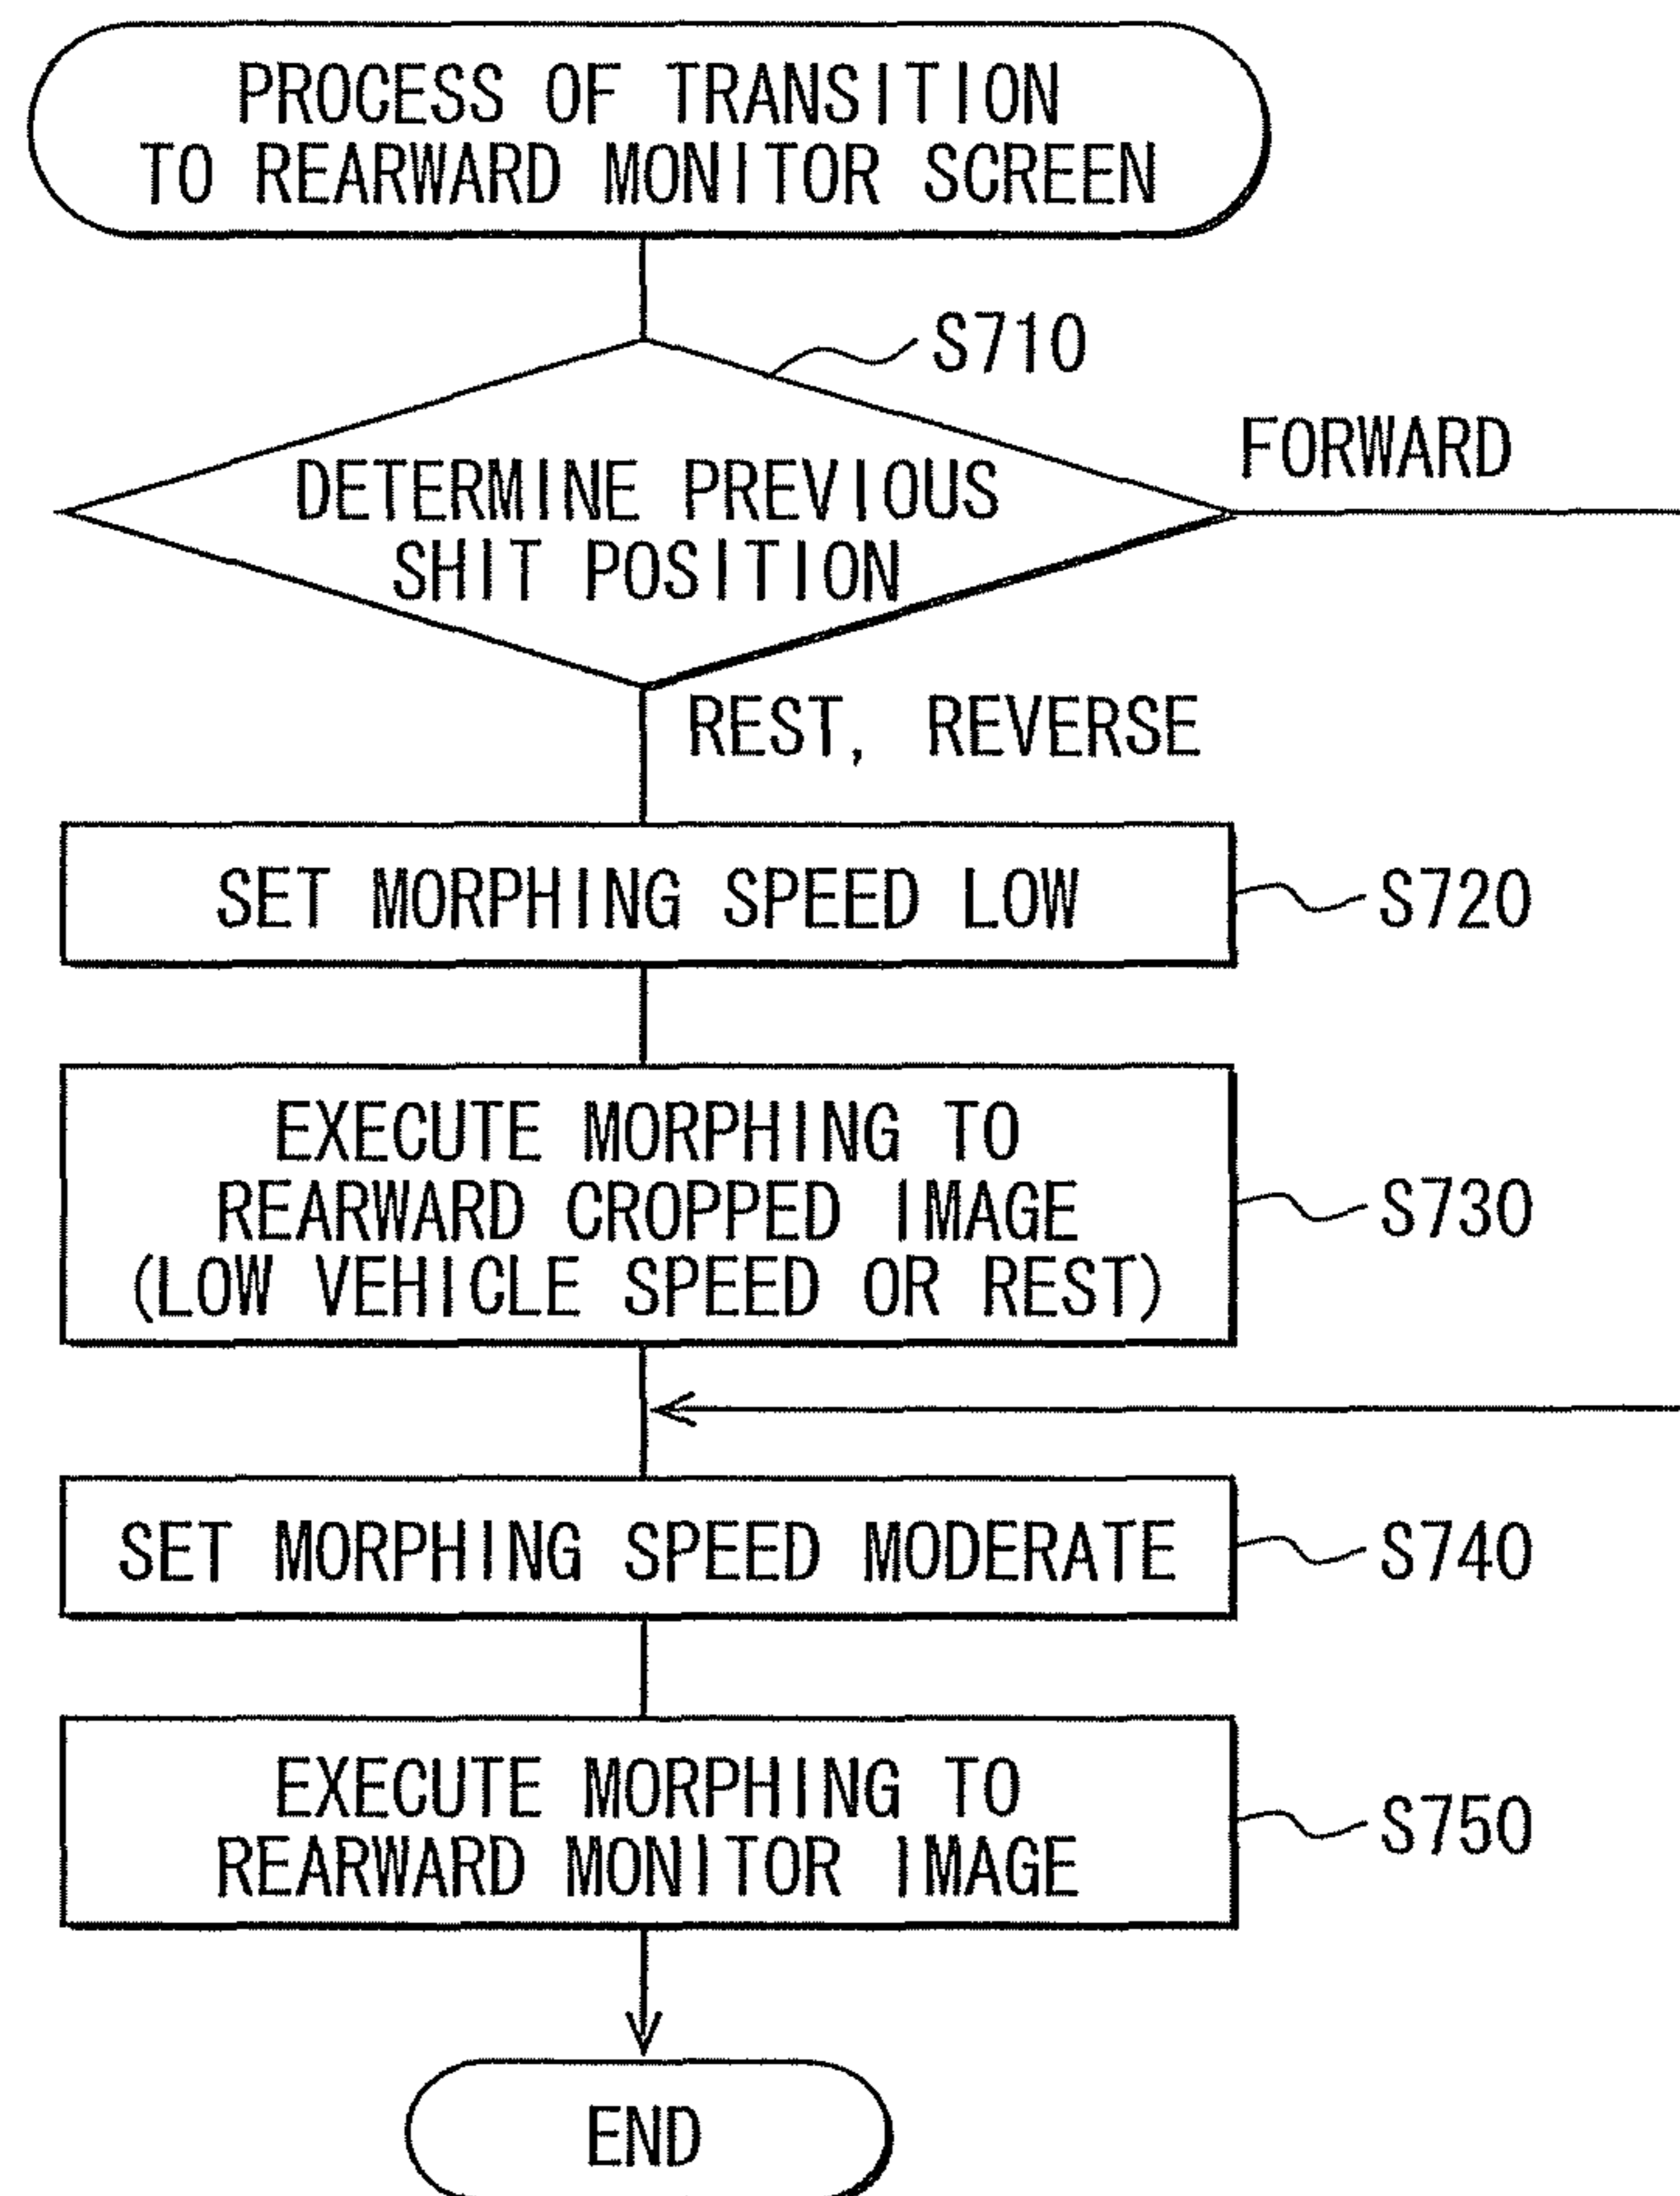 PROCESS OF TRANSITION
TO REARWARD MONITOR SCREEN
S710
FORWARD
DETERMINE PREVIOUS
SHIT POSITION
REST, REVERSE
SET MORPHING SPEED LOW
S720
EXECUTE MORPHING TO
REARWARD CROPPED IMAGE
(LOW VEHICLE SPEED OR REST)
S730
SET MORPHING SPEED MODERATE
S740
EXECUTE MORPHING TO
REARWARD MONITOR IMAGE
S750
END